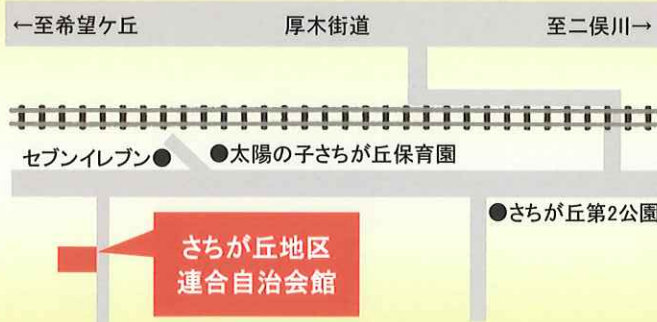 ←至希望ケ丘
厚木街道
至二俣川→
セブンイレブン●
●太陽の子さちが丘保育園
●さちが丘第2公園
さちが丘地区
連合自治会館